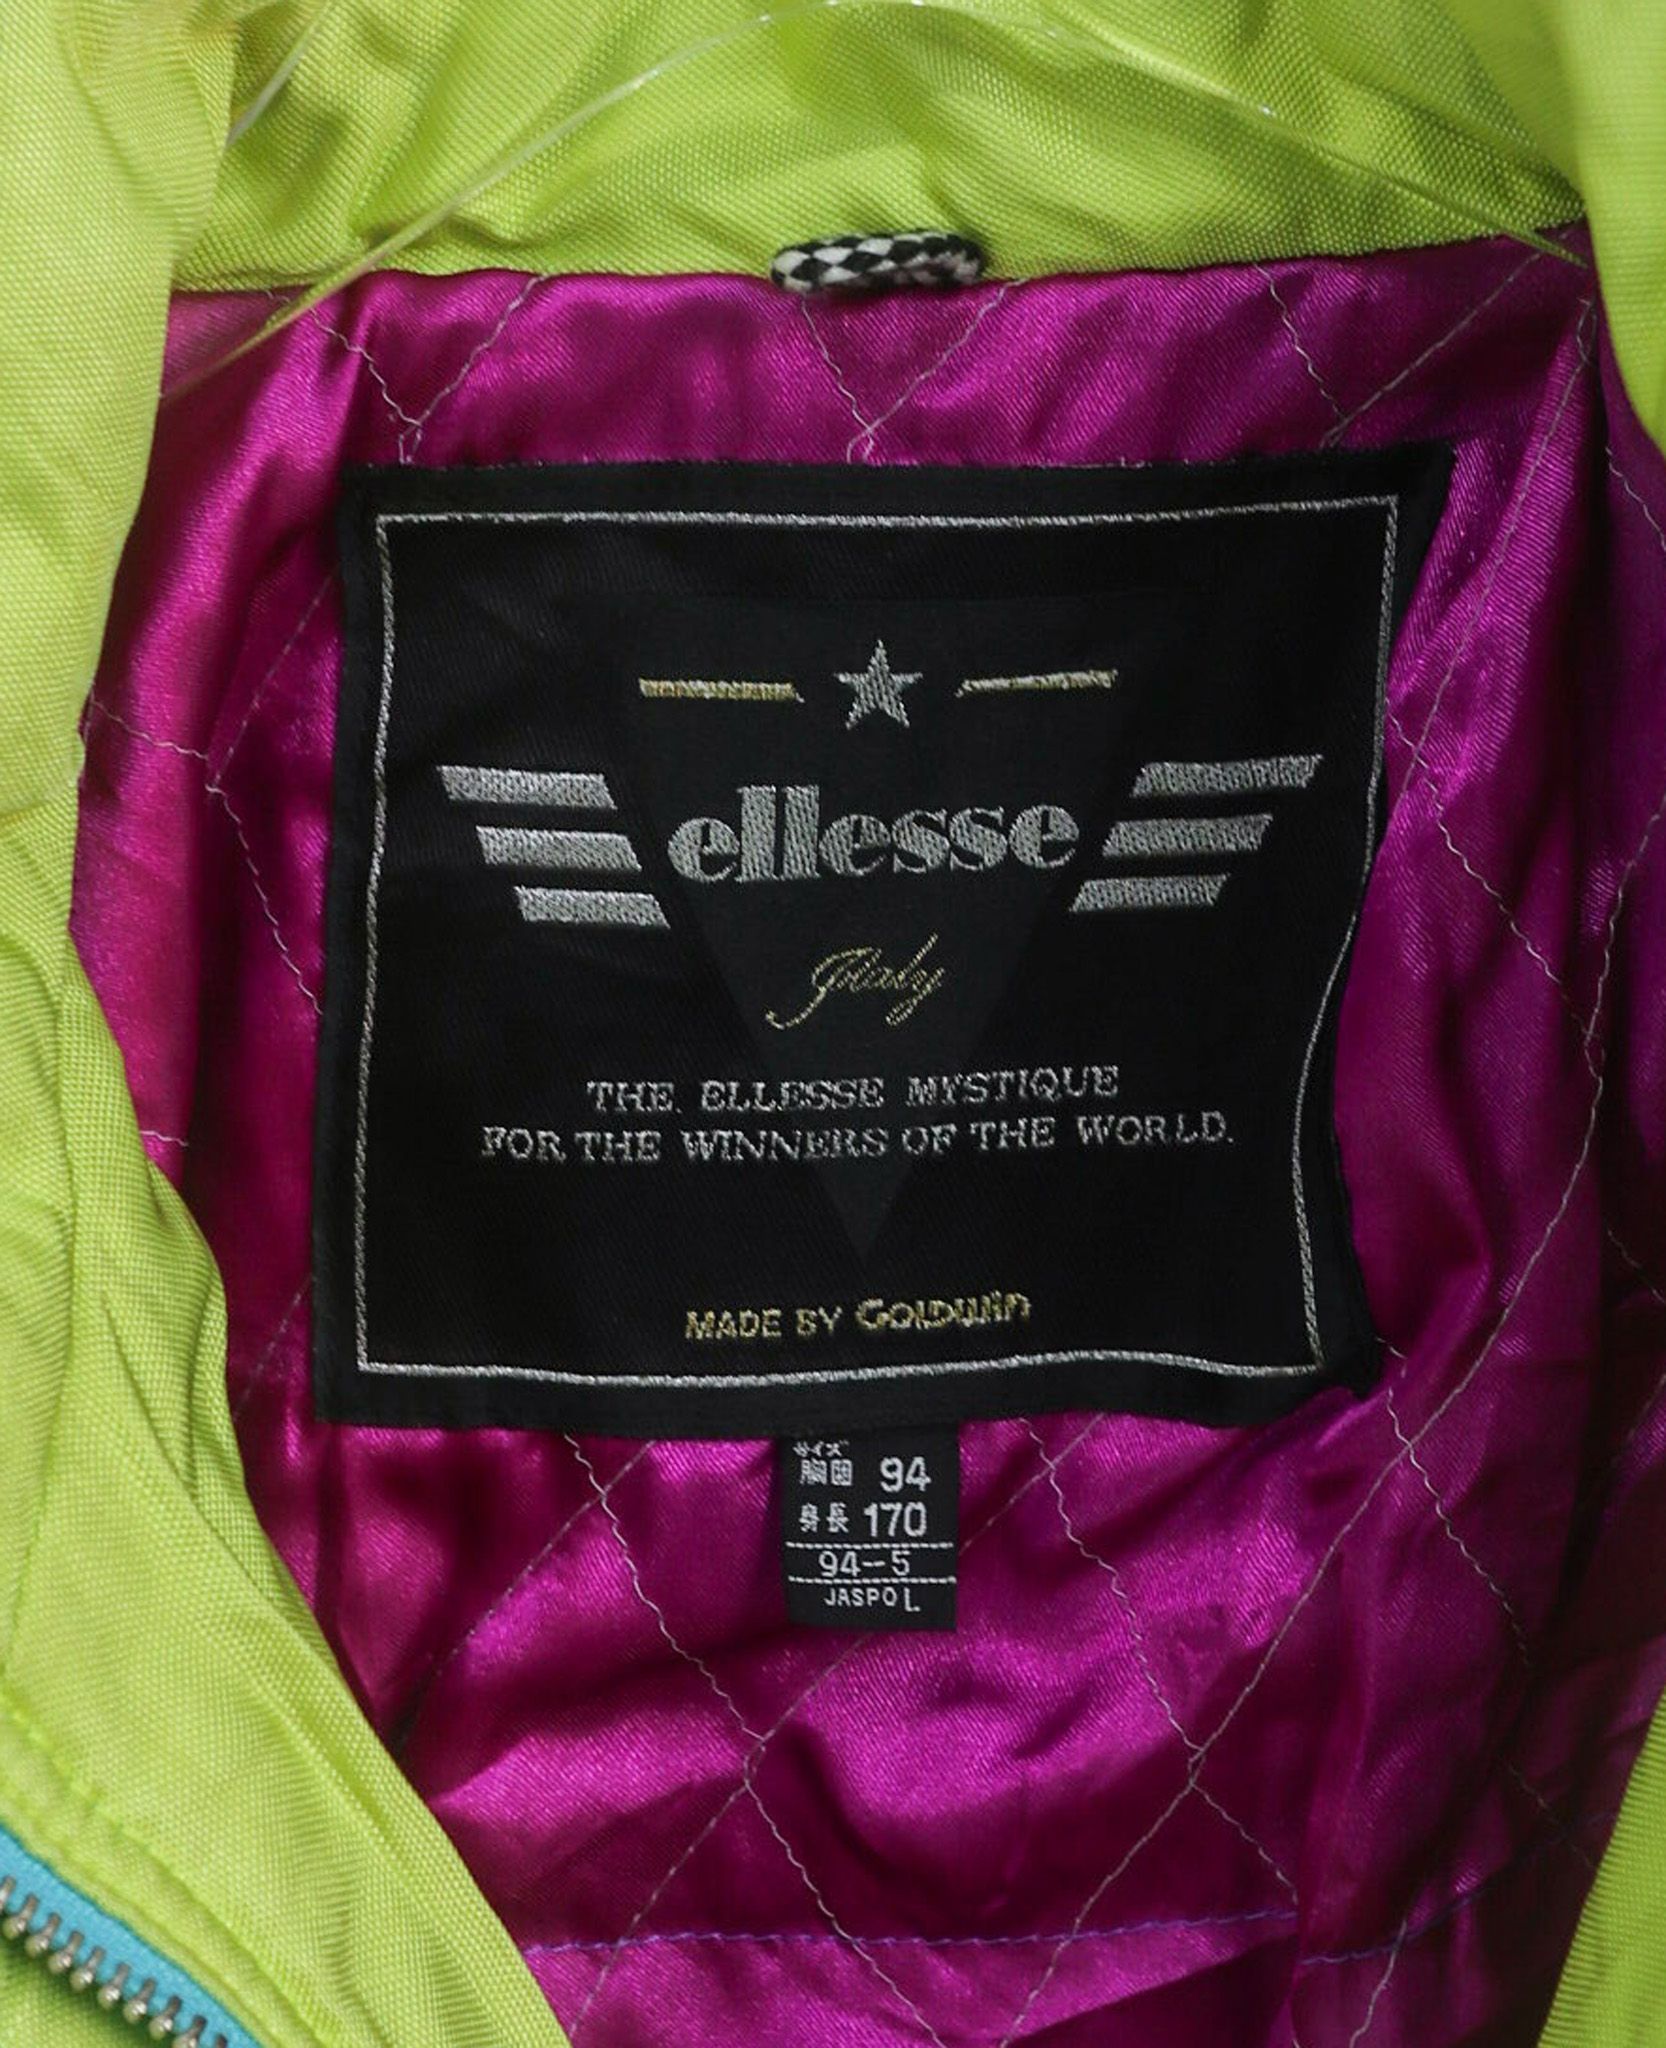 ellesse
Italy
THE ELLESSE MYSTIQUE
FOR THE WINNERS OF THE WORLD.
MADE BY GOLDWIN
サイズ
胸囲 94
身長 170
94-5
JASPO L